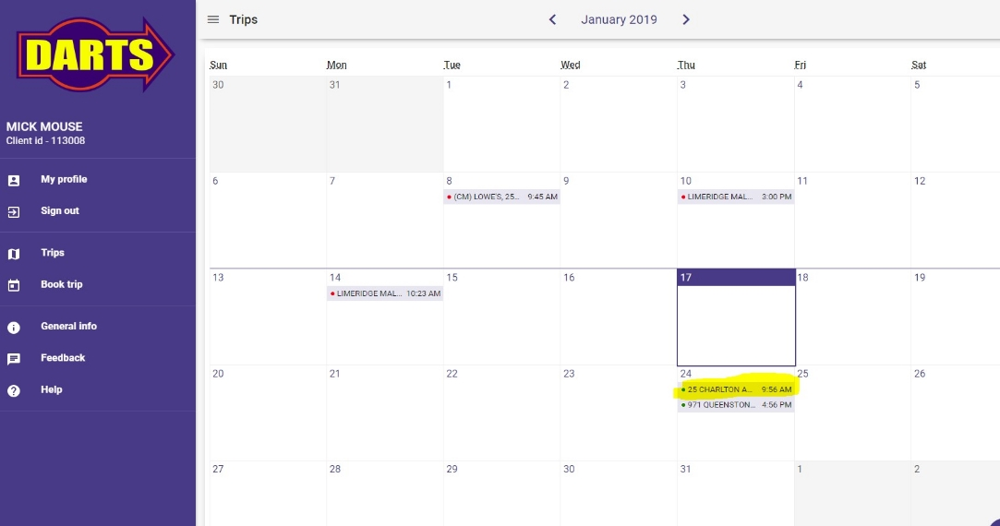 DARTS
MICK MOUSE
Client id - 113008
My profile
Sign out
Trips
Book trip
General info
Feedback
Help
Trips
January 2019
Sun Mon Tue Wed Thu Fri Sat
30 31 1 2 3 4 5
6 7 8 9 10 11 12
(CM) LOWE'S, 25... 9:45 AM LIMERIDGE MAL... 3:00 PM
13 14 15 16 17 18 19
LIMERIDGE MAL... 10:23 AM
20 21 22 23 24 25 26
25 CHARLTON A... 9:56 AM
971 QUEENSTON... 4:56 PM
27 28 29 30 31 1 2